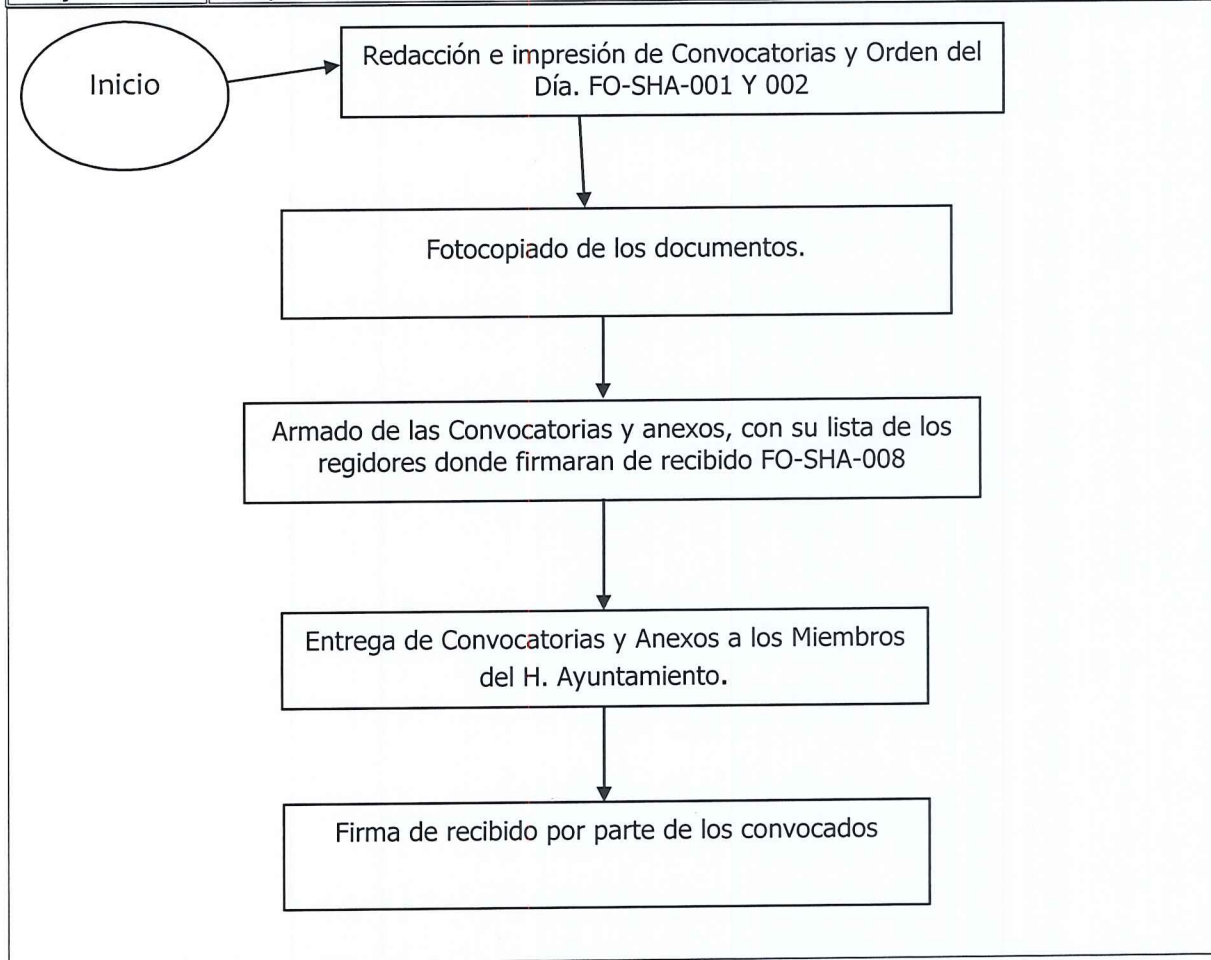 Inicio
Redacción e impresión de Convocatorias y Orden del
Día. FO-SHA-001 Y 002
Fotocopiado de los documentos.
Armado de las Convocatorias y anexos, con su lista de los
regidores donde firmaran de recibido FO-SHA-008
Entrega de Convocatorias y Anexos a los Miembros
del H. Ayuntamiento.
Firma de recibido por parte de los convocados